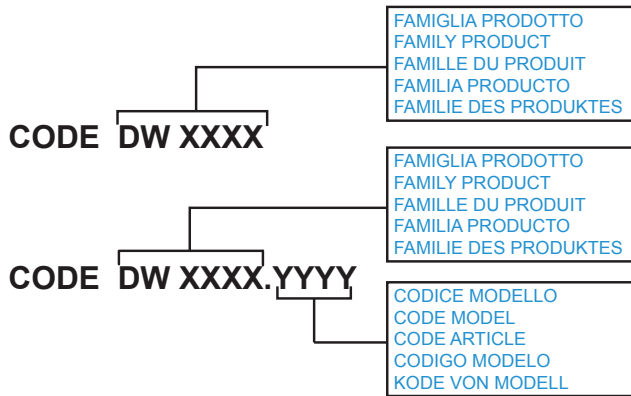 FAMIGLIA PRODOTTO
FAMILY PRODUCT
FAMILLE DU PRODUIT
FAMILIA PRODUCTO
FAMILIE DES PRODUKTES
CODE DW XXXX
FAMIGLIA PRODOTTO
FAMILY PRODUCT
FAMILLE DU PRODUIT
FAMILIA PRODUCTO
FAMILIE DES PRODUKTES
CODE DW XXXX.YYYY
CODICE MODELLO
CODE MODEL
CODE ARTICLE
CODIGO MODELO
KODE VON MODELL